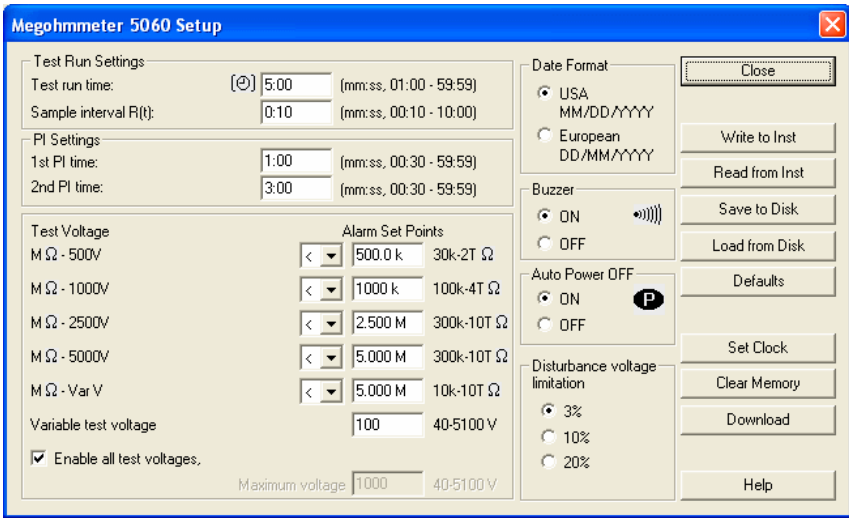 Megohmmeter 5060 Setup
Test Run Settings
Test run time: 5:00 (mm:ss, 01:00 - 59:59)
Sample interval R(t): 0:10 (mm:ss, 00:10 - 10:00)
PI Settings
1st PI time: 1:00 (mm:ss, 00:30 - 59:59)
2nd PI time: 3:00 (mm:ss, 00:30 - 59:59)
Test Voltage Alarm Set Points
M Ω - 500V < 500.0 k 30k-2T Ω
M Ω - 1000V < 1000 k 100k-4T Ω
M Ω - 2500V < 2.500 M 300k-10T Ω
M Ω - 5000V < 5.000 M 300k-10T Ω
M Ω - Var V < 5.000 M 10k-10T Ω
Variable test voltage 100 40-5100 V
Enable all test voltages,
Maximum voltage 1000 40-5100 V
Date Format
USA
MM/DD/YYYY
European
DD/MM/YYYY
Buzzer
ON
OFF
Auto Power OFF
ON P
OFF
Disturbance voltage
limitation
3%
10%
20%
Close
Write to Inst
Read from Inst
Save to Disk
Load from Disk
Defaults
Set Clock
Clear Memory
Download
Help